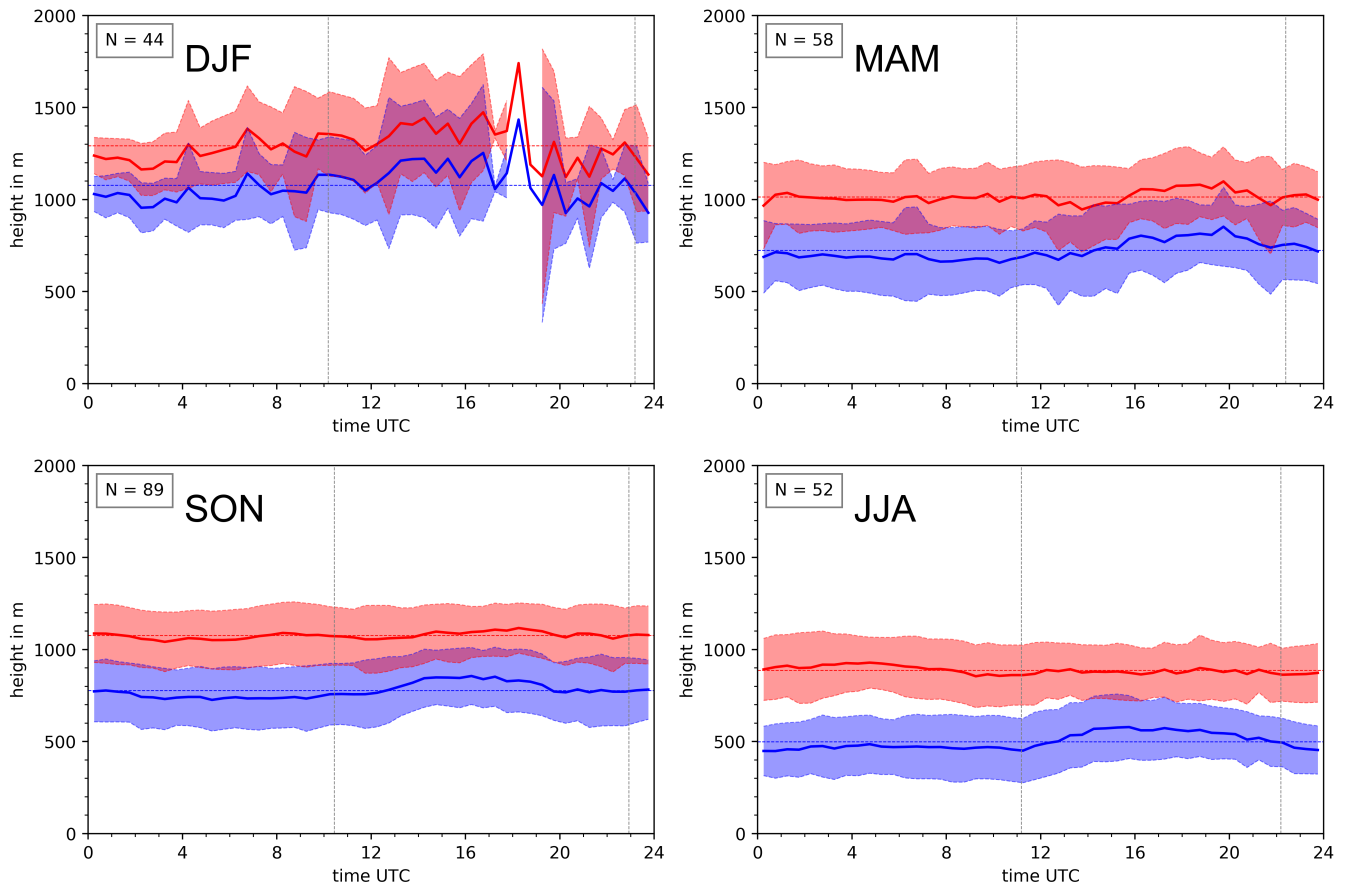 N = 44
DJF
height in m
2000
1500
1000
500
0
0 4 8 12 16 20 24
time UTC
N = 58
MAM
height in m
2000
1500
1000
500
0
0 4 8 12 16 20 24
time UTC
N = 89
SON
height in m
2000
1500
1000
500
0
0 4 8 12 16 20 24
time UTC
N = 52
JJA
height in m
2000
1500
1000
500
0
0 4 8 12 16 20 24
time UTC